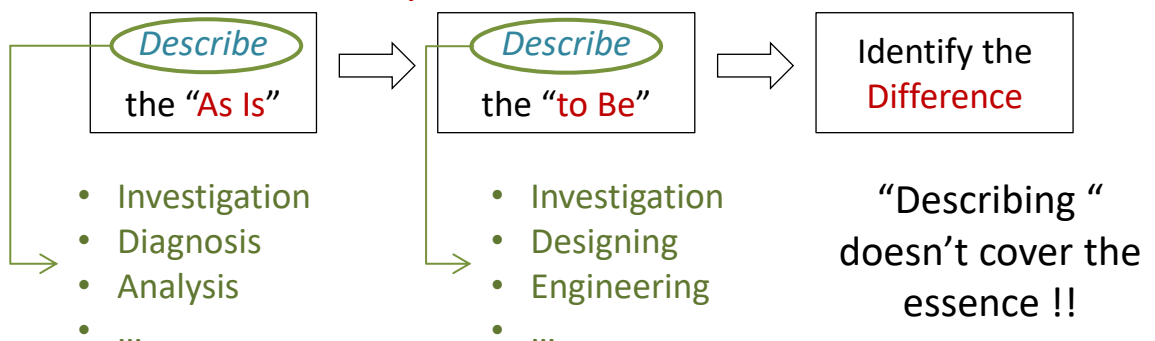 Describe
the “As Is”
Describe
the “to Be”
Identify the
Difference
• Investigation
• Diagnosis
• Analysis
• ...
• Investigation
• Designing
• Engineering
• ...
“Describing “
doesn’t cover the
essence !!